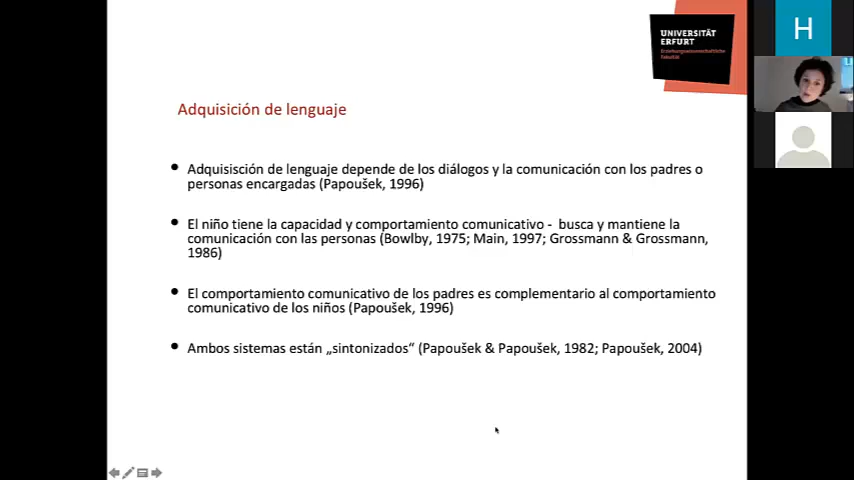 UNIVERSITÄT
ERFURT
Erziehungswissenschaftliche
Fakultät
H
Adquisición de lenguaje
• Adquisisción de lenguaje depende de los diálogos y la comunicación con los padres o
personas encargadas (Papoušek, 1996)
• El niño tiene la capacidad y comportamiento comunicativo - busca y mantiene la
comunicación con las personas (Bowlby, 1975; Main, 1997; Grossmann & Grossmann,
1986)
• El comportamiento comunicativo de los padres es complementario al comportamiento
comunicativo de los niños (Papoušek, 1996)
• Ambos sistemas están „sintonizados“ (Papoušek & Papoušek, 1982; Papoušek, 2004)